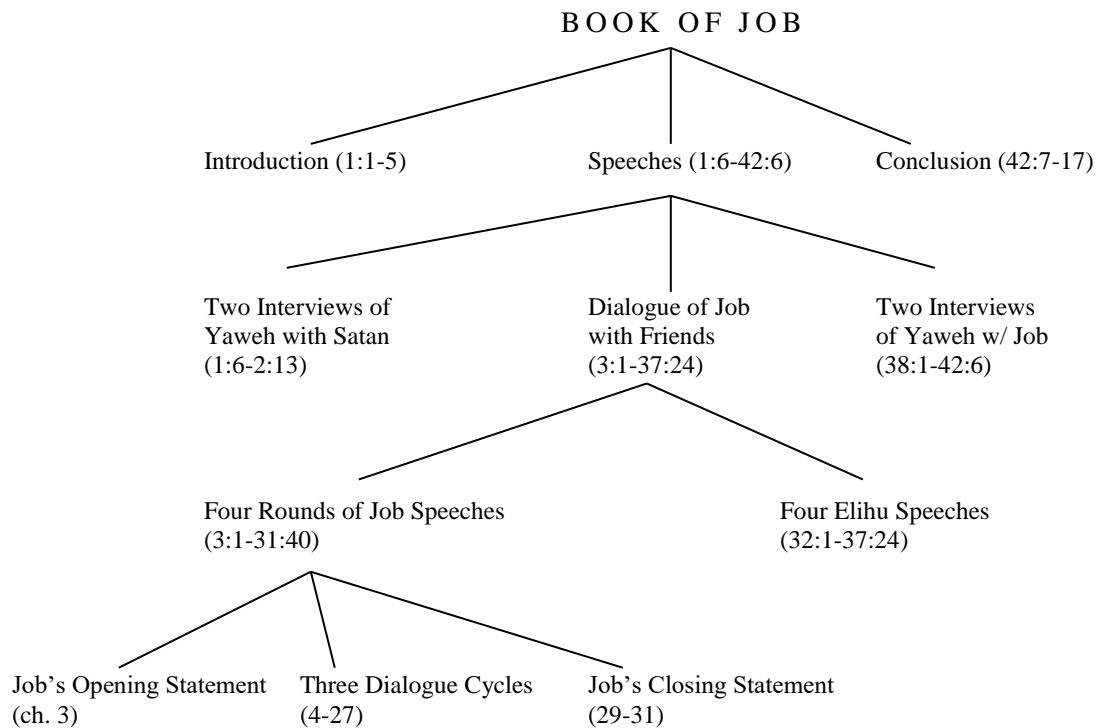 BOOK OF JOB
Introduction (1:1-5)
Speeches (1:6-42:6)
Conclusion (42:7-17)
Two Interviews of
Yaweh with Satan
(1:6-2:13)
Dialogue of Job
with Friends
(3:1-37:24)
Two Interviews
of Yaweh w/ Job
(38:1-42:6)
Four Rounds of Job Speeches
(3:1-31:40)
Four Elihu Speeches
(32:1-37:24)
Job’s Opening Statement
(ch. 3)
Three Dialogue Cycles
(4-27)
Job’s Closing Statement
(29-31)